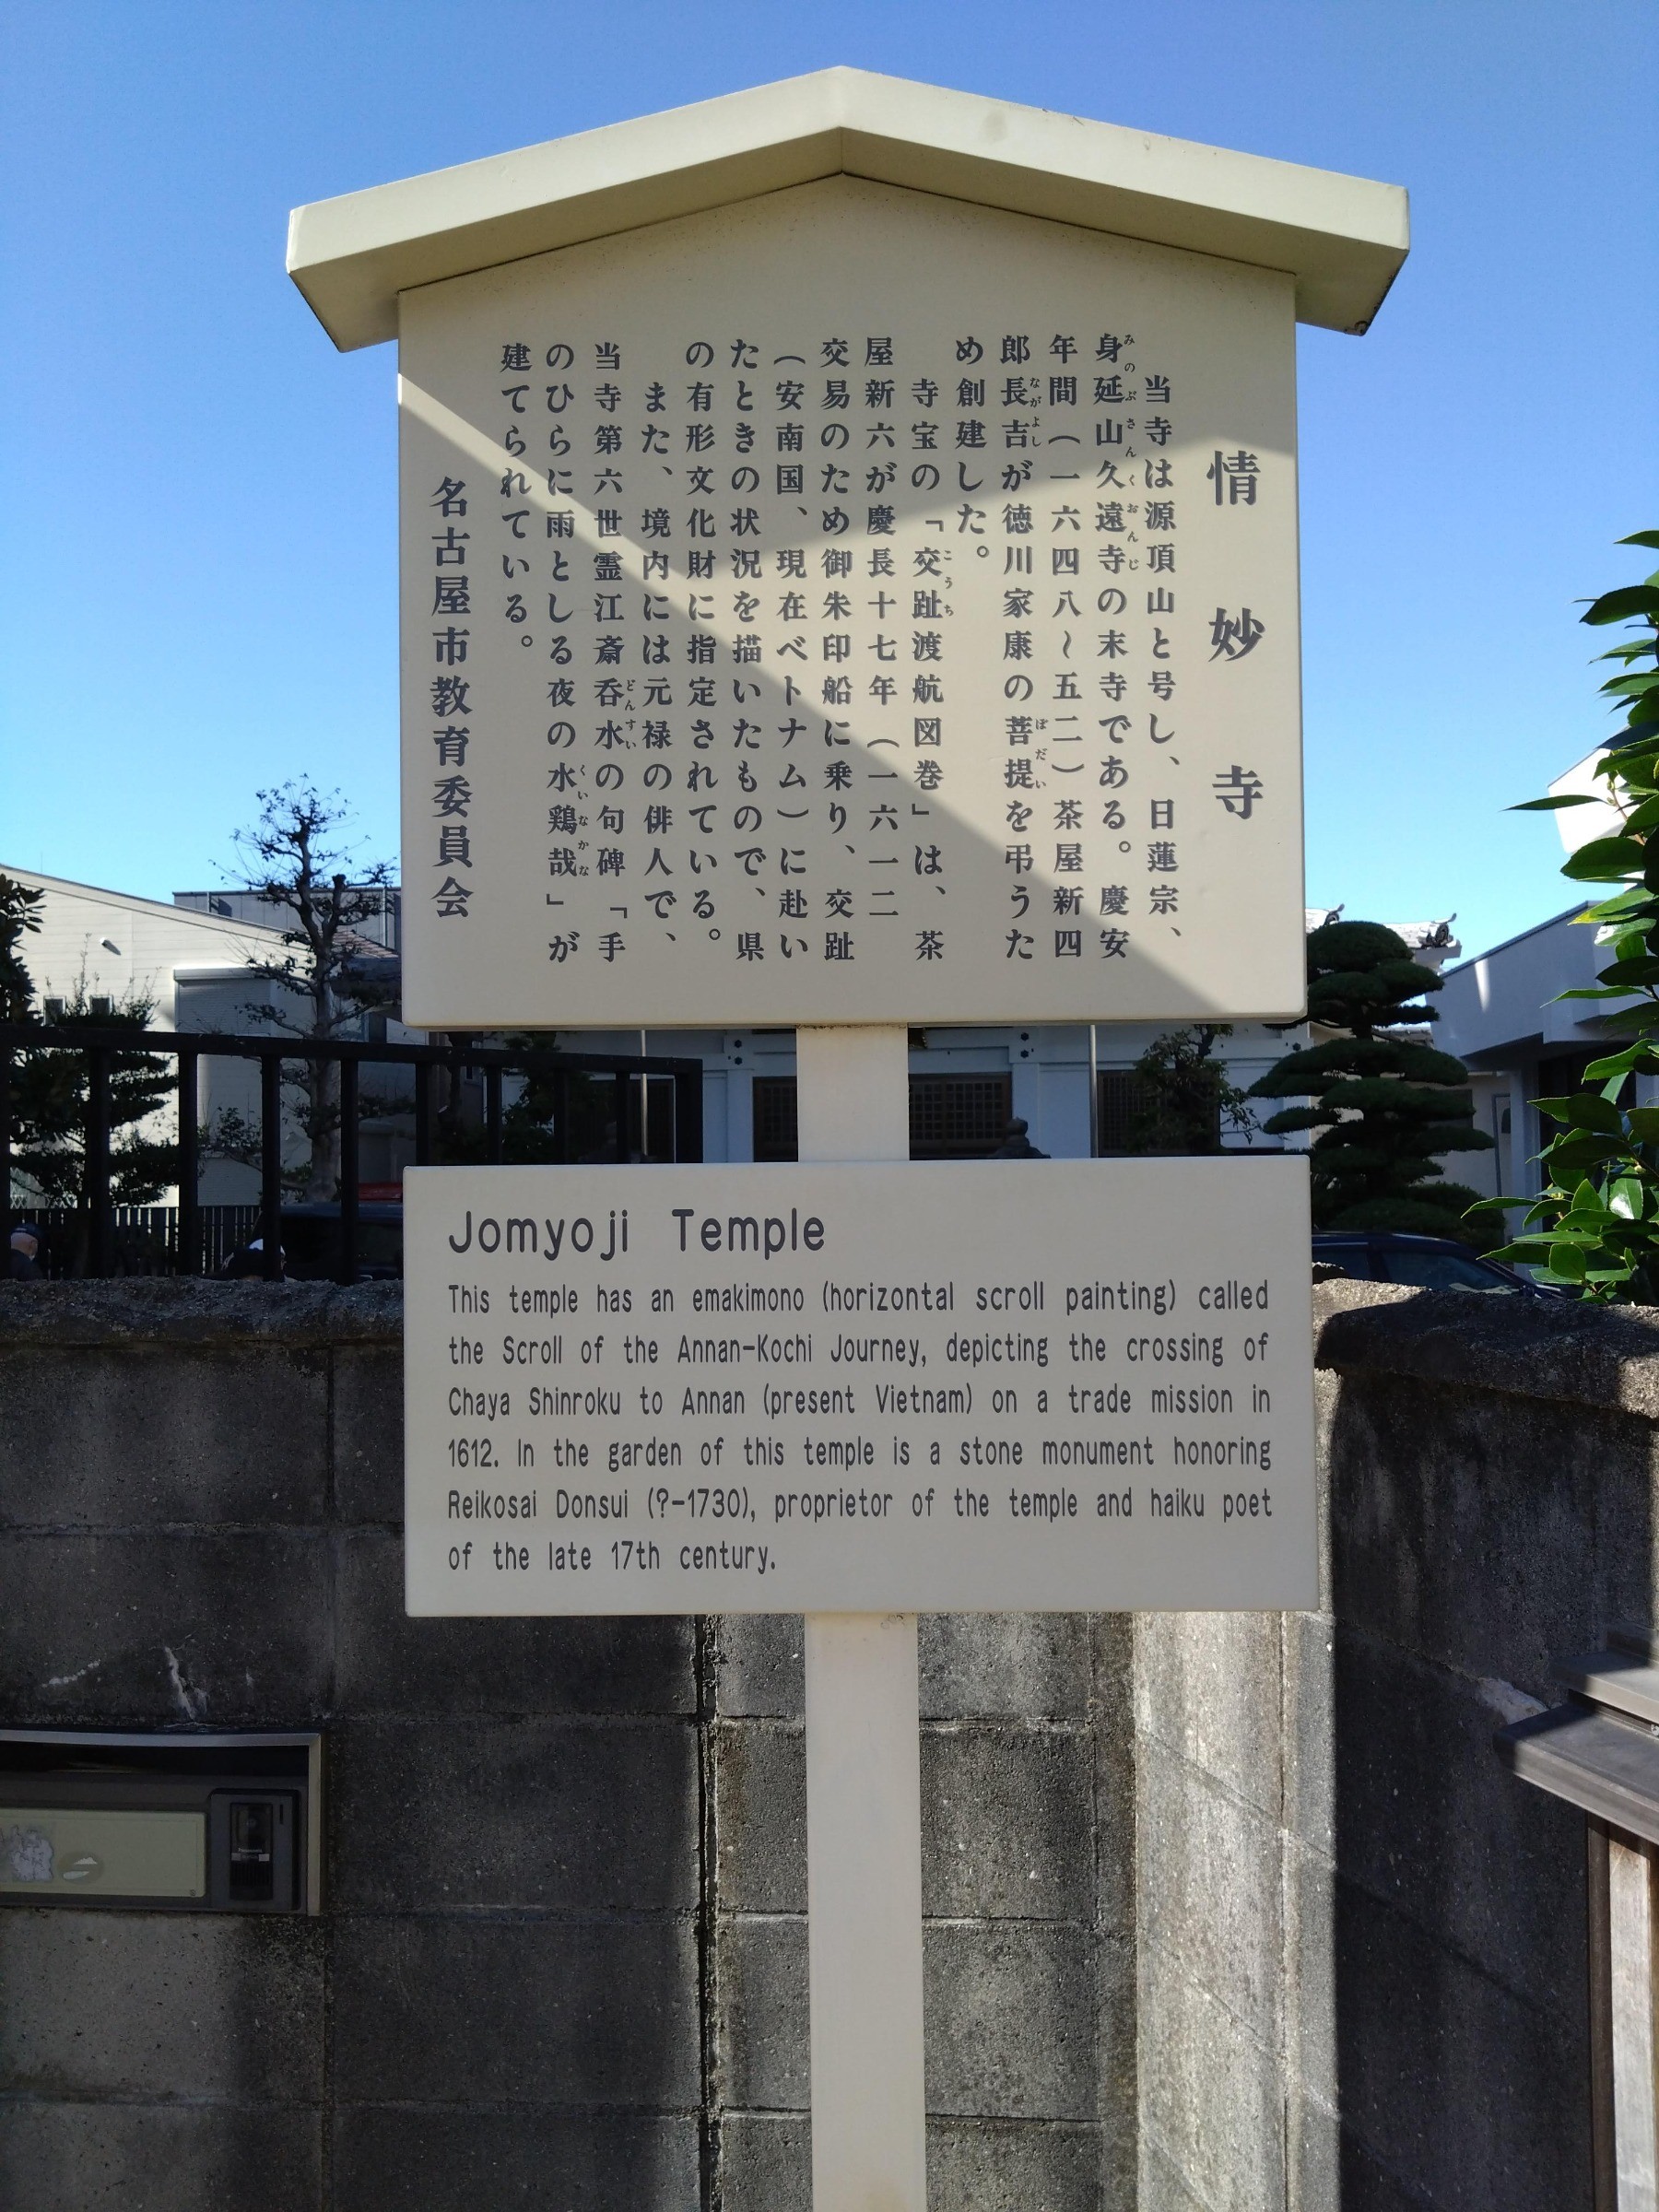 情妙寺
当寺は源頂山と号し、日蓮宗、
身延山久遠寺の末寺である。慶安
年間（一六四八～五二）茶屋新四
郎長吉が徳川家康の菩提を弔うた
め創建した。
寺宝の「交趾渡航図巻」は、茶
屋新六が慶長十七年（一六一二
交易のため御朱印船に乗り、交趾
（安南国、現在ベトナム）に赴い
たときの状況を描いたもので、県
の有形文化財に指定されている。
また、境内には元禄の俳人で、
当寺第六世霊江斎呑水の句碑「手
のひらに雨としる夜の水鶏哉」が
建てられている。
名古屋市教育委員会
Jomyoji Temple
This temple has an emakimono (horizontal scroll painting) called
the Scroll of the Annan-Kochi Journey, depicting the crossing of
Chaya Shinroku to Annan (present Vietnam) on a trade mission in
1612. In the garden of this temple is a stone monument honoring
Reikosai Donsui (?-1730), proprietor of the temple and haiku poet
of the late 17th century.